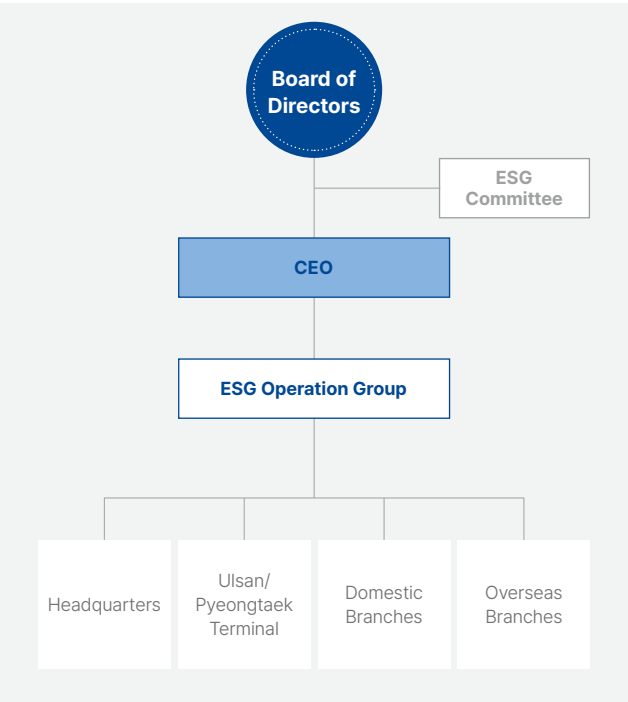 Board of
Directors
ESG
Committee
CEO
ESG Operation Group
Headquarters
Ulsan/
Pyeongtaek
Terminal
Domestic
Branches
Overseas
Branches